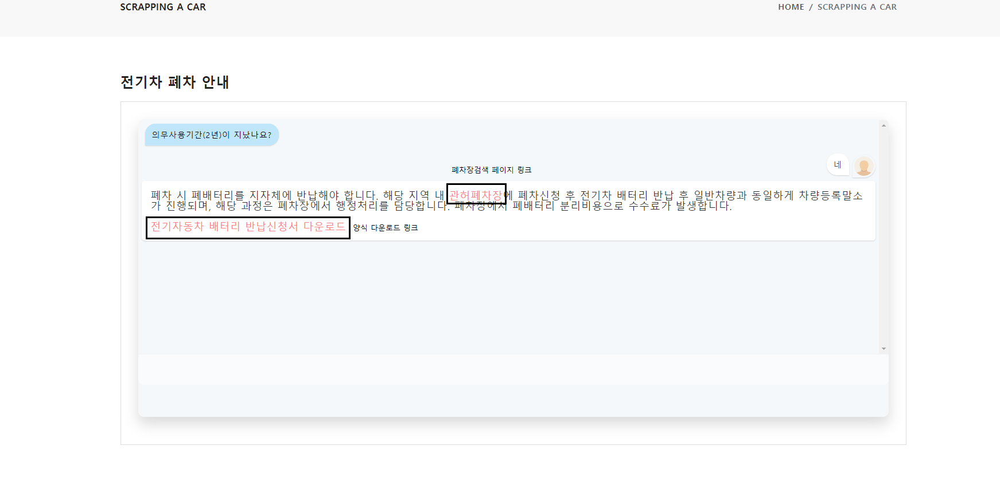 SCRAPPING A CAR
HOME / SCRAPPING A CAR
전기차 폐차 안내
의무사용기간(2년)이 지났나요?
네
폐차장검색 페이지 링크
폐차 시 폐배터리를 지자체에 반납해야 합니다. 해당 지역 내 관허폐차장에 폐차신청 후 전기차 배터리 반납 후 일반차량과 동일하게 차량등록말소
가 진행되며, 해당 과정은 폐차장에서 행정처리를 담당합니다. 폐차장에서 폐배터리 분리비용으로 수수료가 발생합니다.
전기자동차 배터리 반납신청서 다운로드 양식 다운로드 링크